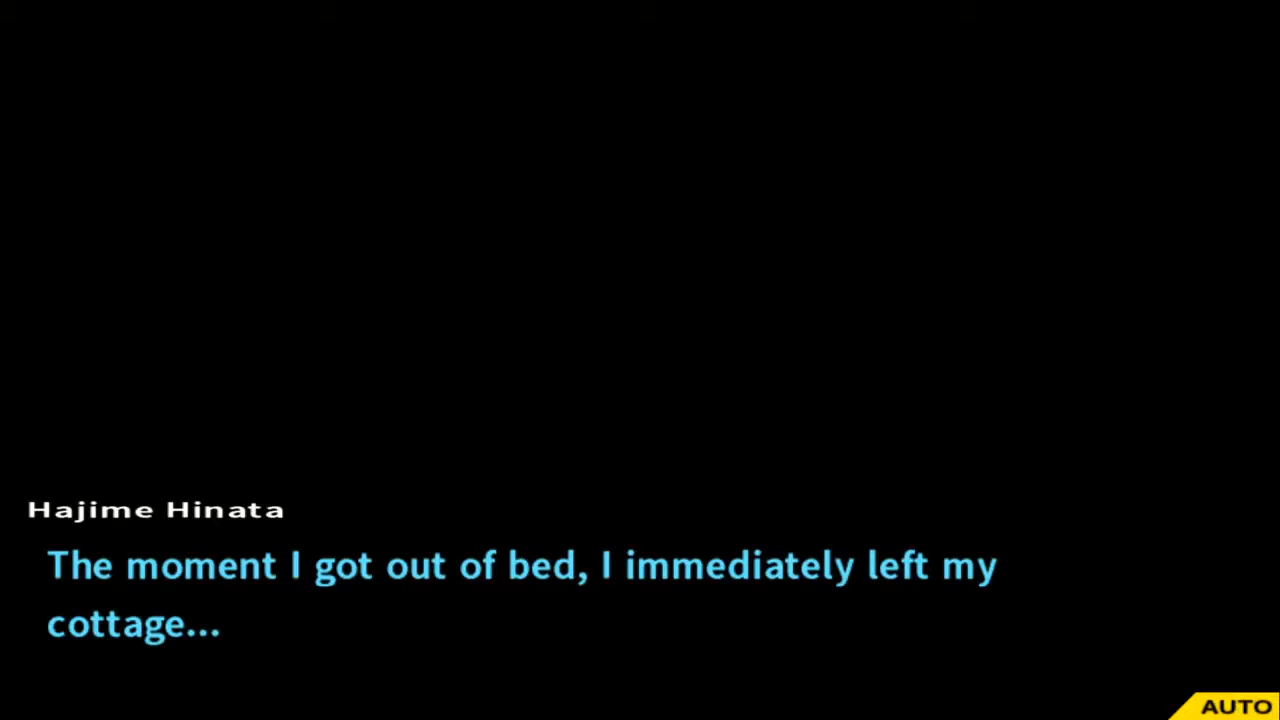 Hajime Hinata
The moment I got out of bed, I immediately left my
cottage...
AUTO